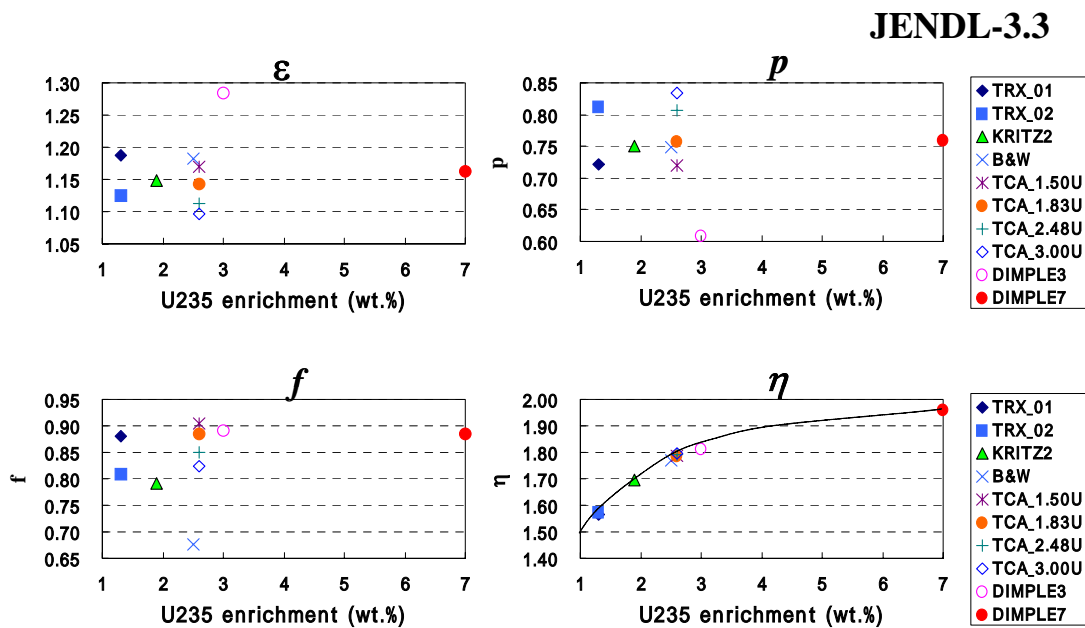 JENDL-3.3
ε
1.30
1.25
1.20
1.15
1.10
1.05
1 2 3 4 5 6 7
U235 enrichment (wt.%)
p
0.85
0.80
0.75
0.70
0.65
0.60
p
1 2 3 4 5 6 7
U235 enrichment (wt.%)
TRX_01
TRX_02
KRITZ2
B&W
TCA_1.50U
TCA_1.83U
TCA_2.48U
TCA_3.00U
DIMPLE3
DIMPLE7
f
0.95
0.90
0.85
0.80
0.75
0.70
0.65
f
1 2 3 4 5 6 7
U235 enrichment (wt.%)
η
2.00
1.90
1.80
1.70
1.60
1.50
1.40
η
1 2 3 4 5 6 7
U235 enrichment (wt.%)
TRX_01
TRX_02
KRITZ2
B&W
TCA_1.50U
TCA_1.83U
TCA_2.48U
TCA_3.00U
DIMPLE3
DIMPLE7